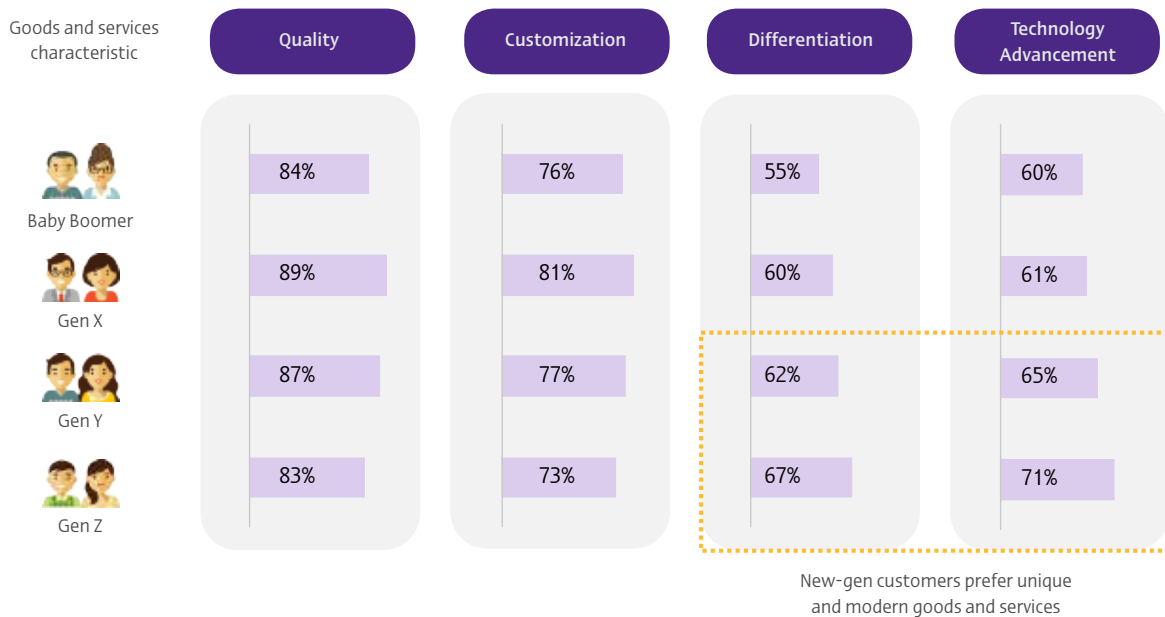 Goods and services
characteristic
Quality
Customization
Differentiation
Technology
Advancement
Baby Boomer
84%
76%
55%
60%
Gen X
89%
81%
60%
61%
Gen Y
87%
77%
62%
65%
Gen Z
83%
73%
67%
71%
New-gen customers prefer unique
and modern goods and services